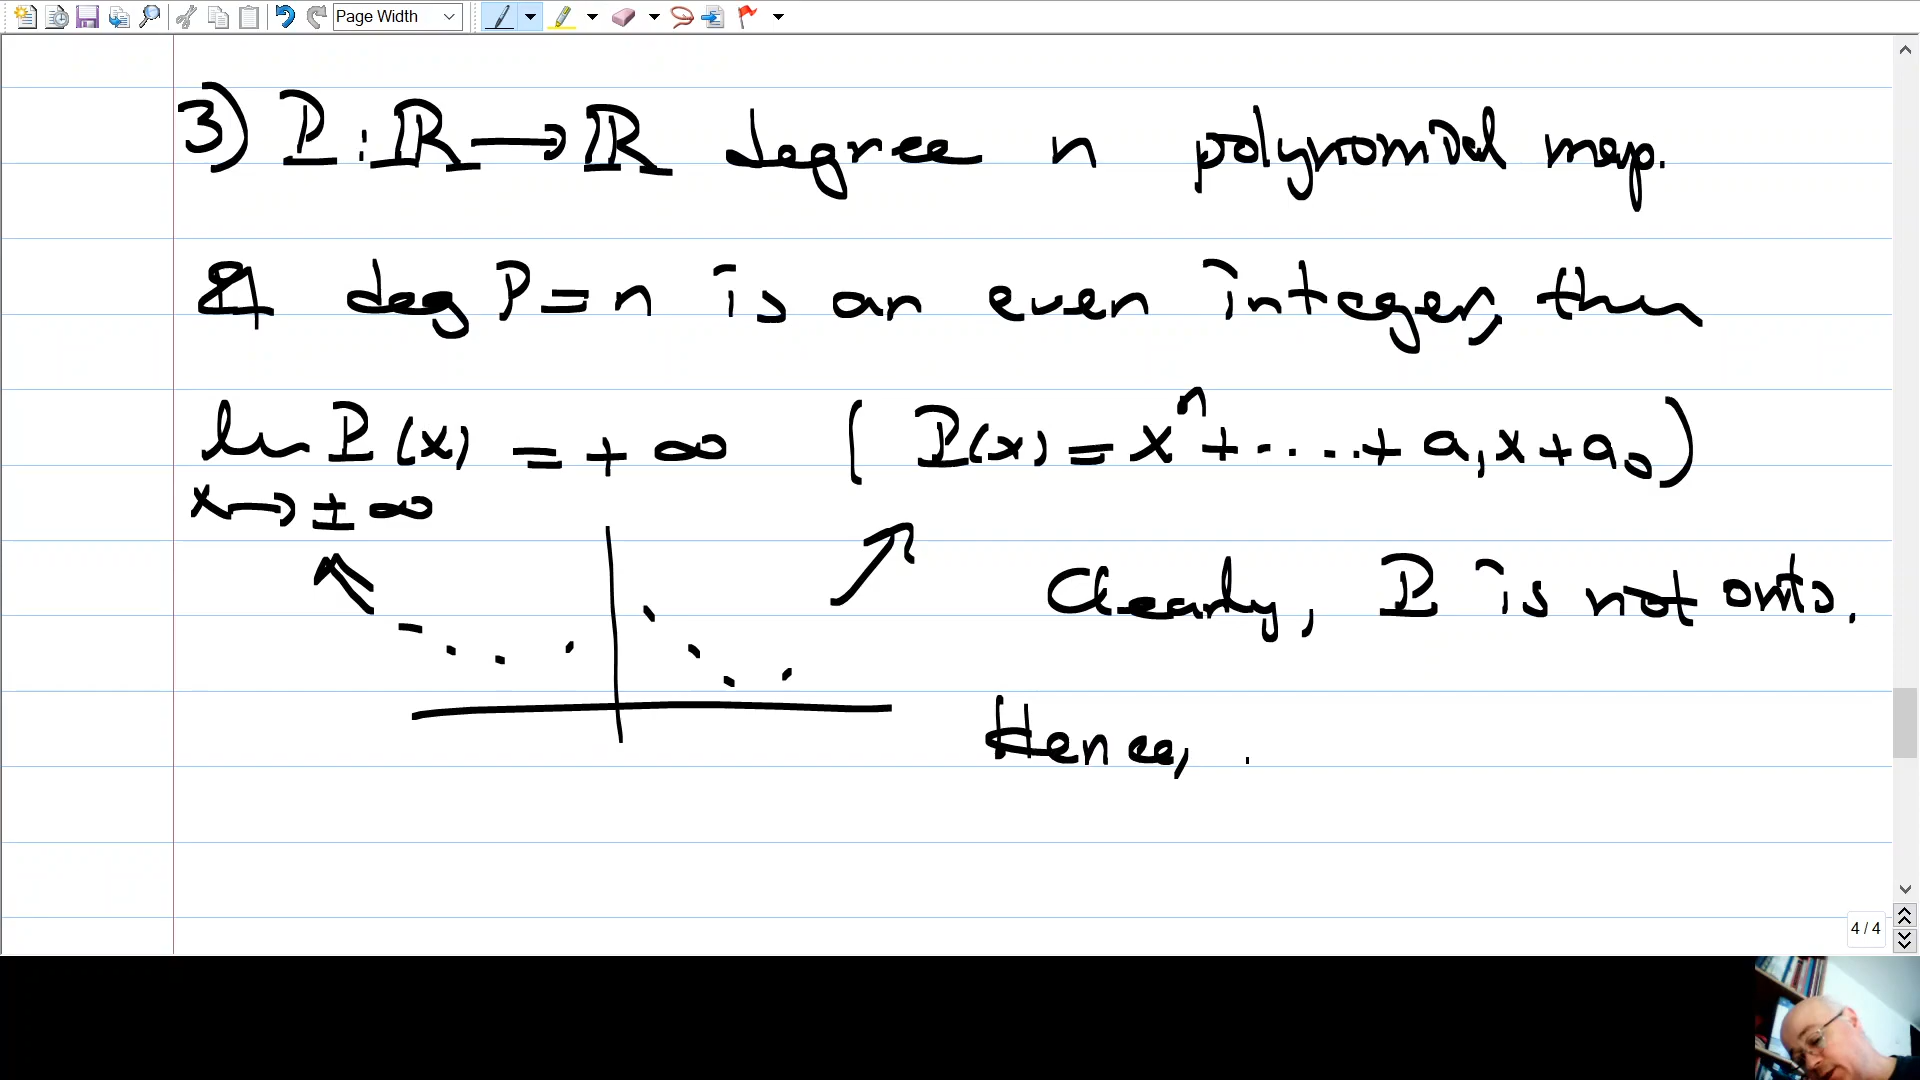 Page Width
3) P : ℝ → ℝ degree n polynomial map.
If deg P = n is an even integer, then
lim P(x) = + ∞ ( P(x) = xⁿ + ..... + a₁x + a₀ )
x → ± ∞
Clearly, P is not onto.
Hence, .
4 / 4